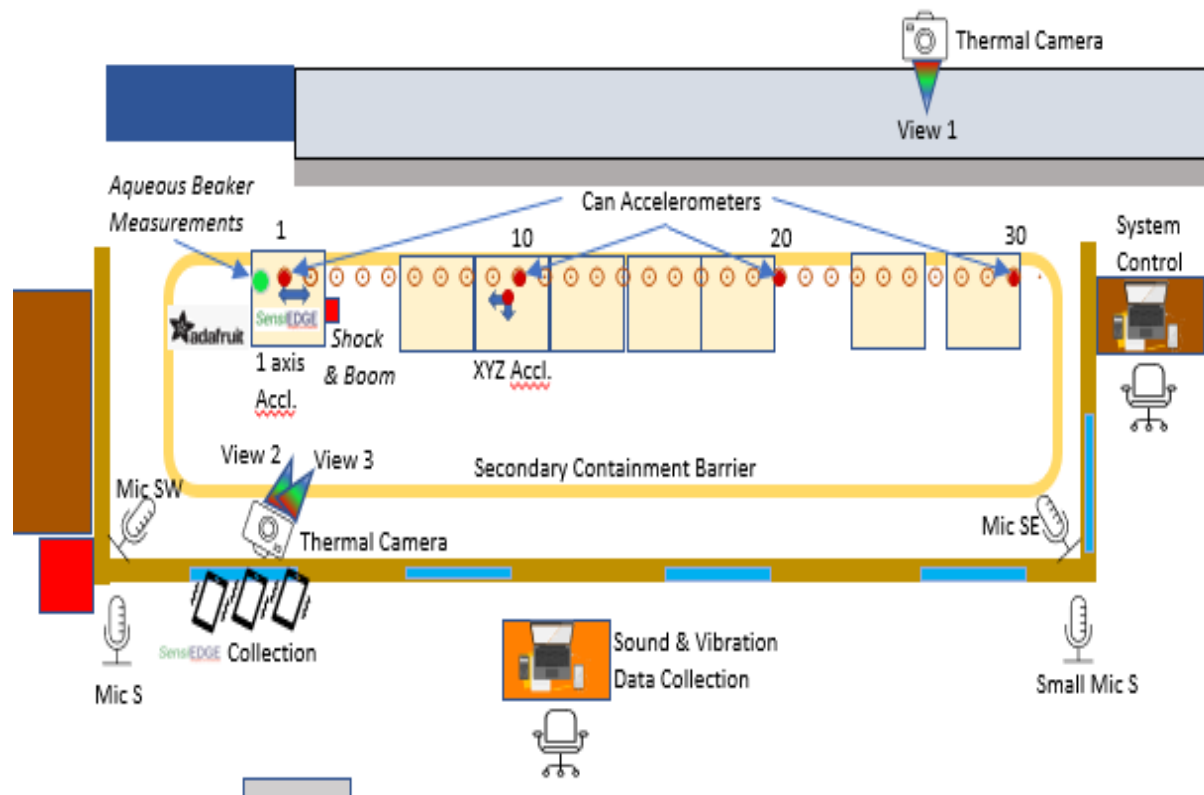 Thermal Camera
View 1
Aqueous Beaker
Measurements
Can Accelerometers
1
10
20
30
System
Control
adafruit
SensiEDGE
Shock
& Boom
1 axis
Accl.
XYZ Accl.
View 2
View 3
Secondary Containment Barrier
Mic SW
Mic SE
Thermal Camera
SensiEDGE Collection
Sound & Vibration
Data Collection
Mic S
Small Mic S